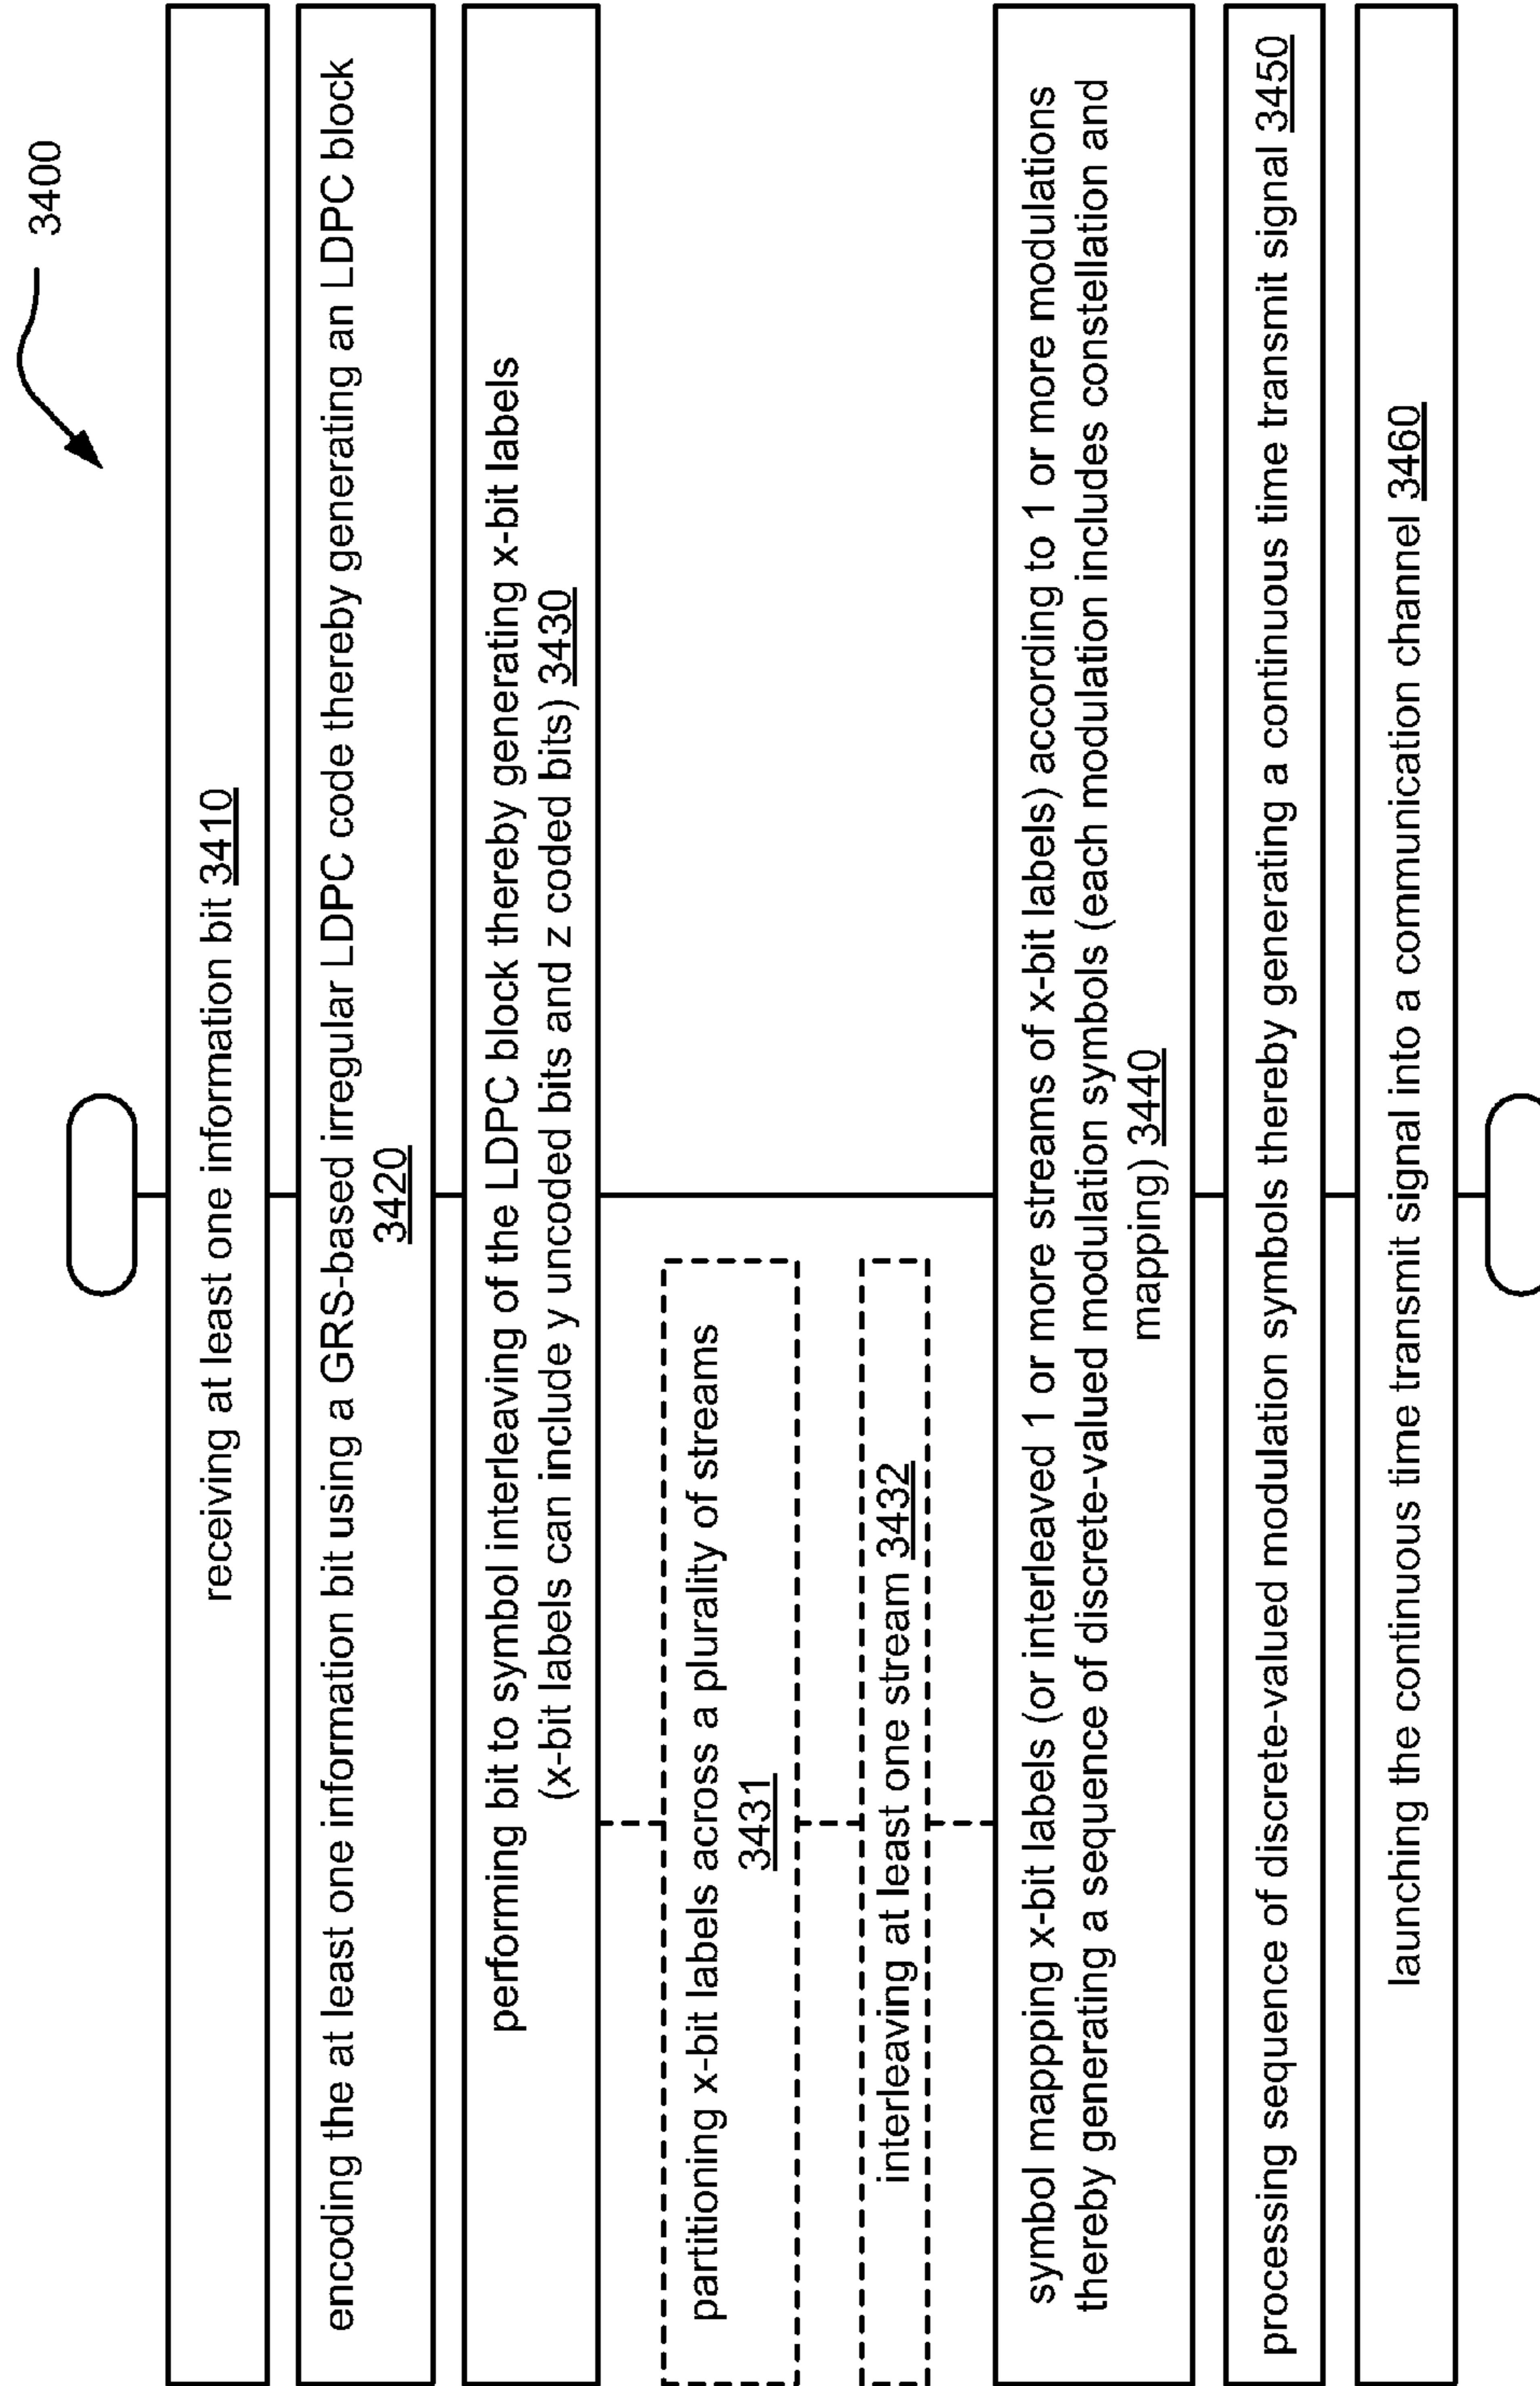 3400
receiving at least one information bit 3410
encoding the at least one information bit using a GRS-based irregular LDPC code thereby generating an LDPC block
3420
performing bit to symbol interleaving of the LDPC block thereby generating x-bit labels
(x-bit labels can include y uncoded bits and z coded bits) 3430
partitioning x-bit labels across a plurality of streams
3431
interleaving at least one stream 3432
symbol mapping x-bit labels (or interleaved 1 or more streams of x-bit labels) according to 1 or more modulations
thereby generating a sequence of discrete-valued modulation symbols (each modulation includes constellation and
mapping) 3440
processing sequence of discrete-valued modulation symbols thereby generating a continuous time transmit signal 3450
launching the continuous time transmit signal into a communication channel 3460